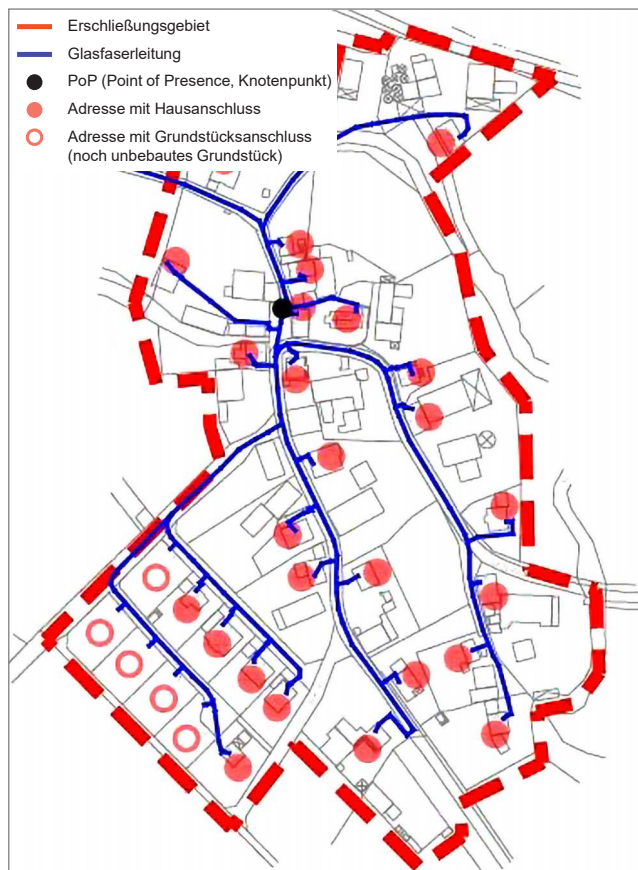 Erschließungsgebiet
Glasfaserleitung
PoP (Point of Presence, Knotenpunkt)
Adresse mit Hausanschluss
Adresse mit Grundstücksanschluss
(noch unbebautes Grundstück)